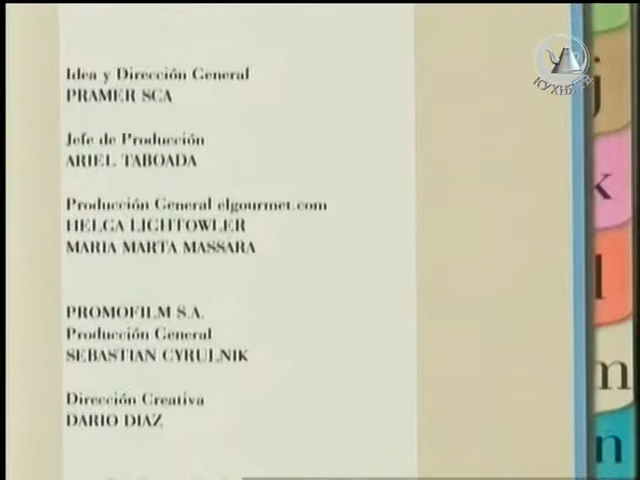 Idea y Dirección General
PRAMER SCA
Jefe de Producción
ARIEL TABOADA
Producción General elgourmet.com
HELGA LIGHTOWLER
MARIA MARTA MASSARA
PROMOFILM S.A.
Producción General
SEBASTIAN CYRULNIK
Dirección Creativa
DARIO DIAZ
КУХНЯ ТВ
j
k
l
m
n